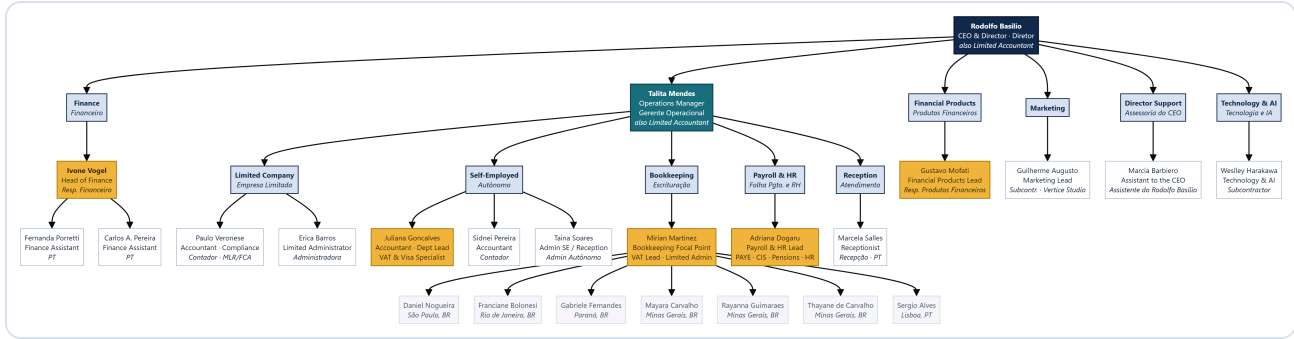 Rodolfo Basilio
CEO & Director · Diretor
also Limited Accountant
Finance
Financeiro
Talita Mendes
Operations Manager
Gerente Operacional
also Limited Accountant
Financial Products
Produtos Financeiros
Marketing
Director Support
Assessoria do CEO
Technology & AI
Tecnologia e IA
Ivone Vogel
Head of Finance
Resp. Financeiro
Limited Company
Empresa Limitada
Self-Employed
Autônomo
Bookkeeping
Escrituração
Payroll & HR
Folha Pgto. e RH
Reception
Atendimento
Gustavo Mofati
Financial Products Lead
Resp. Produtos Financeiros
Guilherme Augusto
Marketing Lead
Subcontr. · Vertice Studio
Marcia Barbiero
Assistant to the CEO
Assistente do Rodolfo Basilio
Weslley Harakawa
Technology & AI
Subcontractor
Fernanda Porretti
Finance Assistant
PT
Carlos A. Pereira
Finance Assistant
PT
Paulo Veronese
Accountant · Compliance
Contador · MLR/FCA
Erica Barros
Limited Administrator
Administradora
Juliana Goncalves
Accountant · Dept Lead
VAT & Visa Specialist
Sidnei Pereira
Accountant
Contador
Taina Soares
Admin SE / Reception
Admin Autônomo
Mirian Martinez
Bookkeeping Focal Point
VAT Lead · Limited Admin
Adriana Dogaru
Payroll & HR Lead
PAYE · CIS · Pensions · HR
Marcela Salles
Receptionist
Recepção · PT
Daniel Nogueira
São Paulo, BR
Franciane Bolonesi
Rio de Janeiro, BR
Gabriele Fernandes
Paraná, BR
Mayara Carvalho
Minas Gerais, BR
Rayanna Guimaraes
Minas Gerais, BR
Thayane de Carvalho
Minas Gerais, BR
Sergio Alves
Lisboa, PT